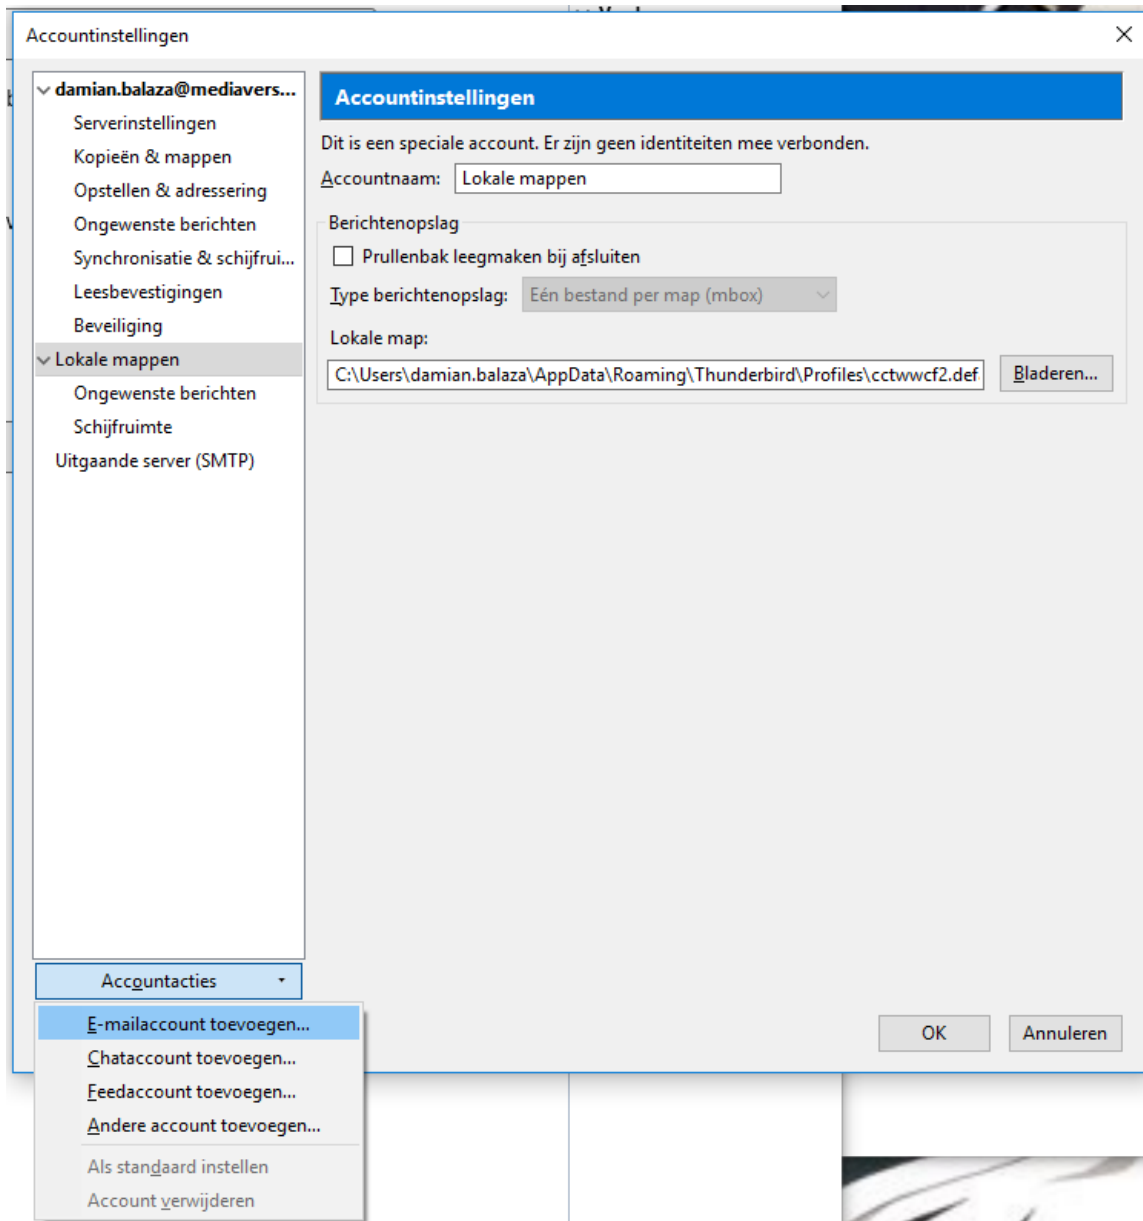 Accountinstellingen
damian.balaza@mediavers...
Serverinstellingen
Kopieën & mappen
Opstellen & adressering
Ongewenste berichten
Synchronisatie & schijfrui...
Leesbevestigingen
Beveiliging
Lokale mappen
Ongewenste berichten
Schijfruimte
Uitgaande server (SMTP)
Accountinstellingen
Dit is een speciale account. Er zijn geen identiteiten mee verbonden.
Accountnaam: Lokale mappen
Berichtenopslag
Prullenbak leegmaken bij afsluiten
Type berichtenopslag: Eén bestand per map (mbox)
Lokale map:
C:\Users\damian.balaza\AppData\Roaming\Thunderbird\Profiles\cctwwcf2.def Bladeren...
Accountacties
E-mailaccount toevoegen...
Chataccount toevoegen...
Feedaccount toevoegen...
Andere account toevoegen...
Als standaard instellen
Account verwijderen
OK Annuleren